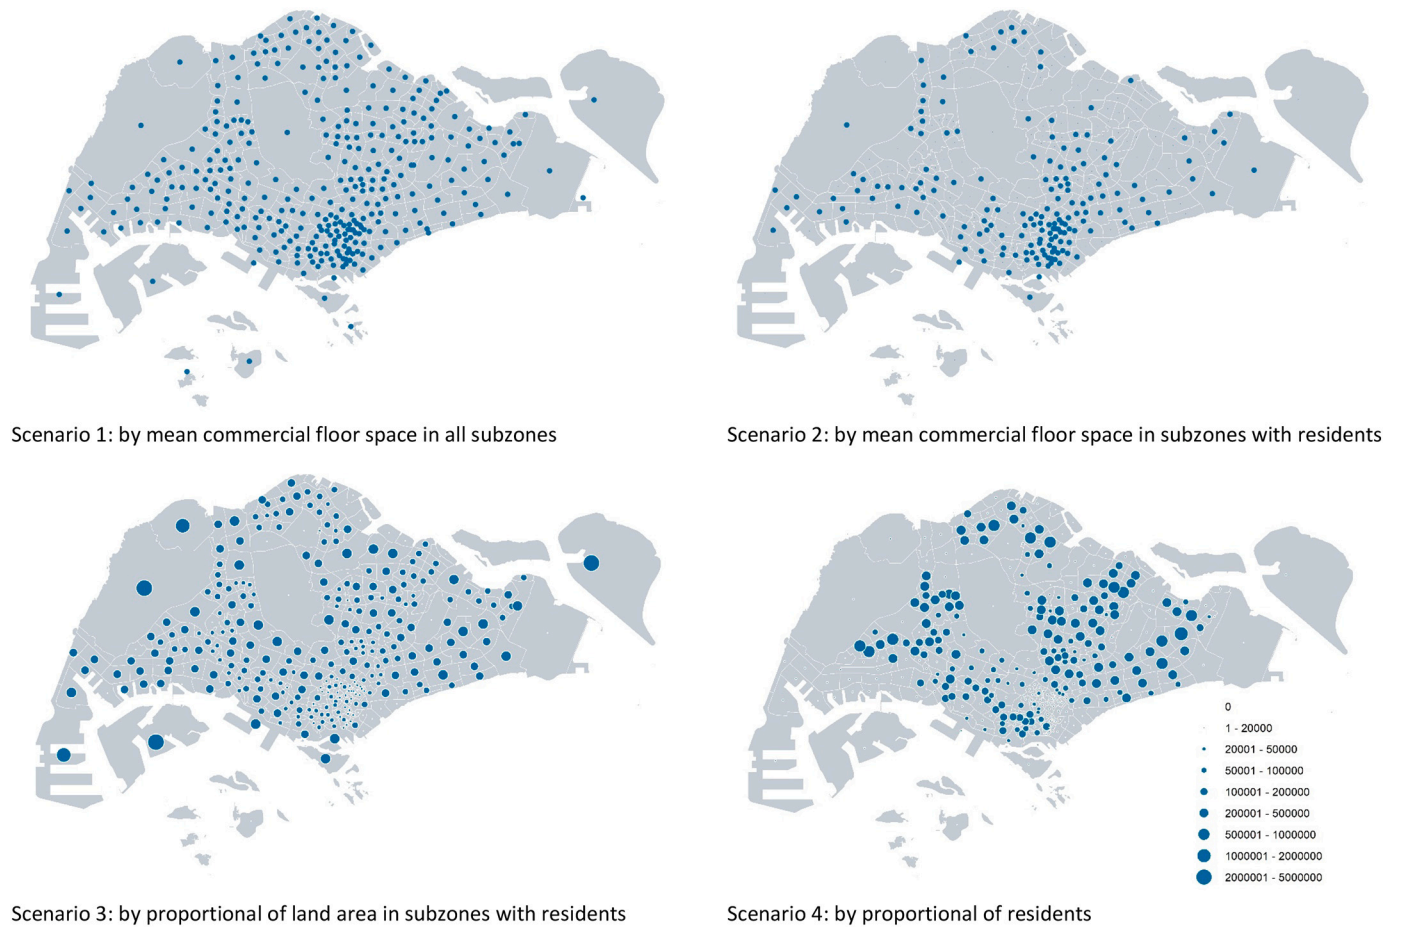 Scenario 1: by mean commercial floor space in all subzones
Scenario 2: by mean commercial floor space in subzones with residents
0
1 - 20000
20001 - 50000
50001 - 100000
100001 - 200000
200001 - 500000
500001 - 1000000
1000001 - 2000000
2000001 - 5000000
Scenario 3: by proportional of land area in subzones with residents
Scenario 4: by proportional of residents